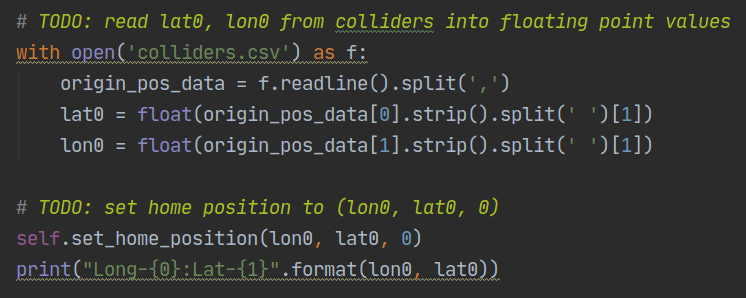 # TODO: read lat0, lon0 from colliders into floating point values
with open('colliders.csv') as f:
    origin_pos_data = f.readline().split(',')
    lat0 = float(origin_pos_data[0].strip().split(' ')[1])
    lon0 = float(origin_pos_data[1].strip().split(' ')[1])

# TODO: set home position to (lon0, lat0, 0)
self.set_home_position(lon0, lat0, 0)
print("Long-{0}:Lat-{1}".format(lon0, lat0))